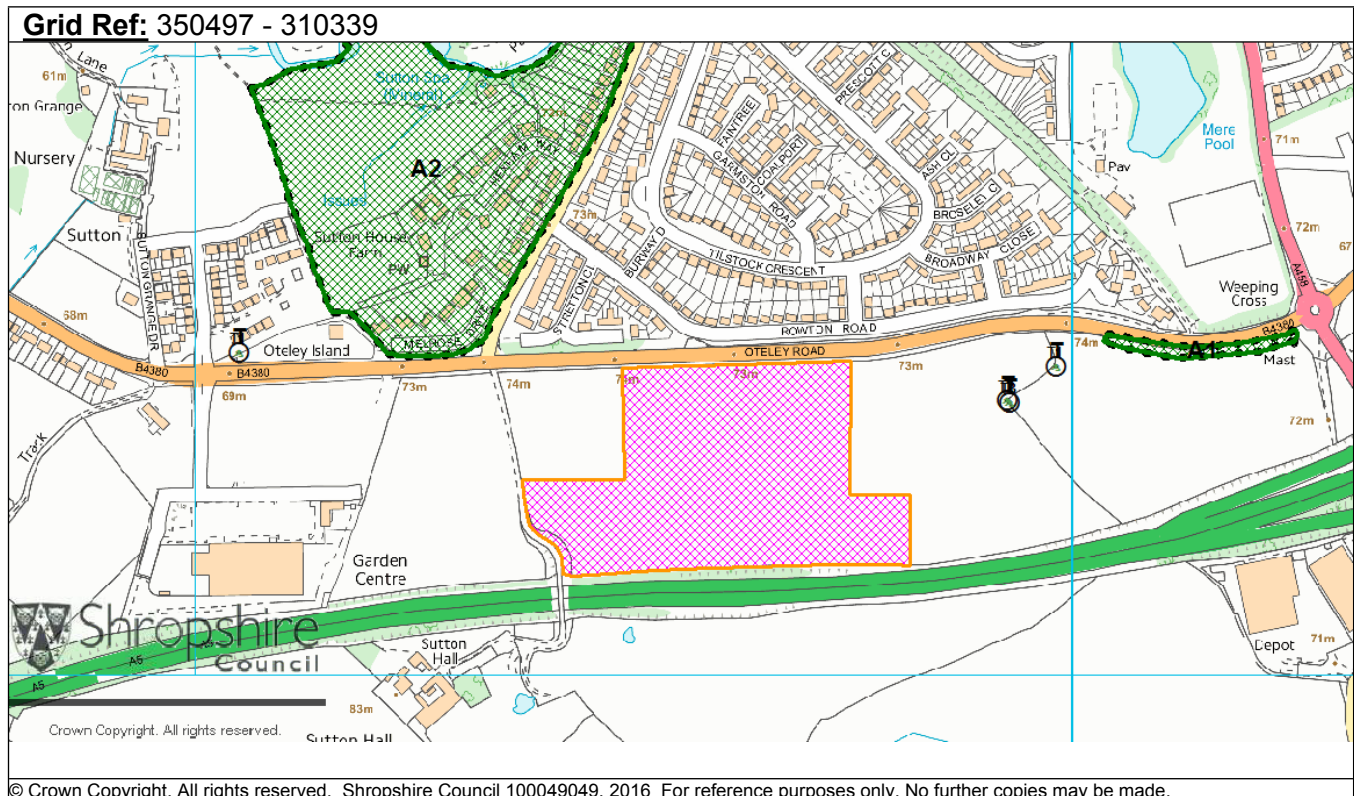 Grid Ref: 350497 - 310339
Lane
61m
Sutton Spa
(Mineral)
ron Grange
Nursery
A2
MELHAM WAY
FAINTREE
COALPORT
GARMSTON ROAD
PRESCOTT C
ASH CL
BROSELEY C
BROADWAY CLOSE
Mere
Pool
71m
Pav
Issues
73m
Sutton
SUTTON GRANGE DR
Sutton House
Farm
PW
BURWAY D
TILSTOCK CRESCENT
72m
67
A458
STRETTON CL
Weeping
Cross
68m
ROWTON ROAD
MELROSE DRIVE
Oteley Island
OTELEY ROAD
B4380
74m
A1
Mast
B4380
B4380
73m
74m
73m
73m
69m
72m
Track
Garden
Centre
Shropshire
Council
Sutton
Hall
Depot
71m
A5
A5
83m
Crown Copyright. All rights reserved.
Sutton Hall
© Crown Copyright. All rights reserved. Shropshire Council 100049049. 2016 For reference purposes only. No further copies may be made.